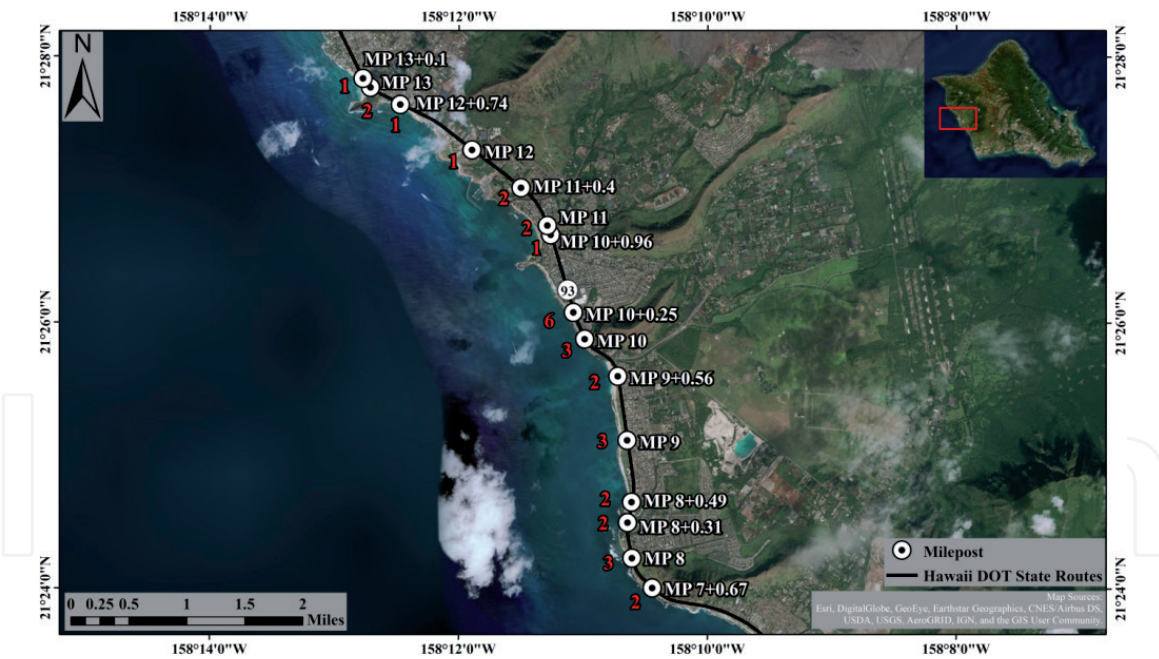 158°14'0"W 158°12'0"W 158°10'0"W 158°8'0"W
21°28'0"N
21°28'0"N
N
MP 13+0.1
1
MP 13
2
MP 12+0.74
1
MP 12
1
MP 11+0.4
2
MP 11
2
MP 10+0.96
1
93
MP 10+0.25
6
21°26'0"N
21°26'0"N
MP 10
3
MP 9+0.56
2
MP 9
3
MP 8+0.49
2
MP 8+0.31
2
MP 8
3
MP 7+0.67
2
Milepost
Hawaii DOT State Routes
21°24'0"N
21°24'0"N
Map Sources:
Esri, DigitalGlobe, GeoEye, Earthstar Geographics, CNES/Airbus DS,
USDA, USGS, AeroGRID, IGN, and the GIS User Community.
0 0.25 0.5 1 1.5 2
Miles
158°14'0"W 158°12'0"W 158°10'0"W 158°8'0"W